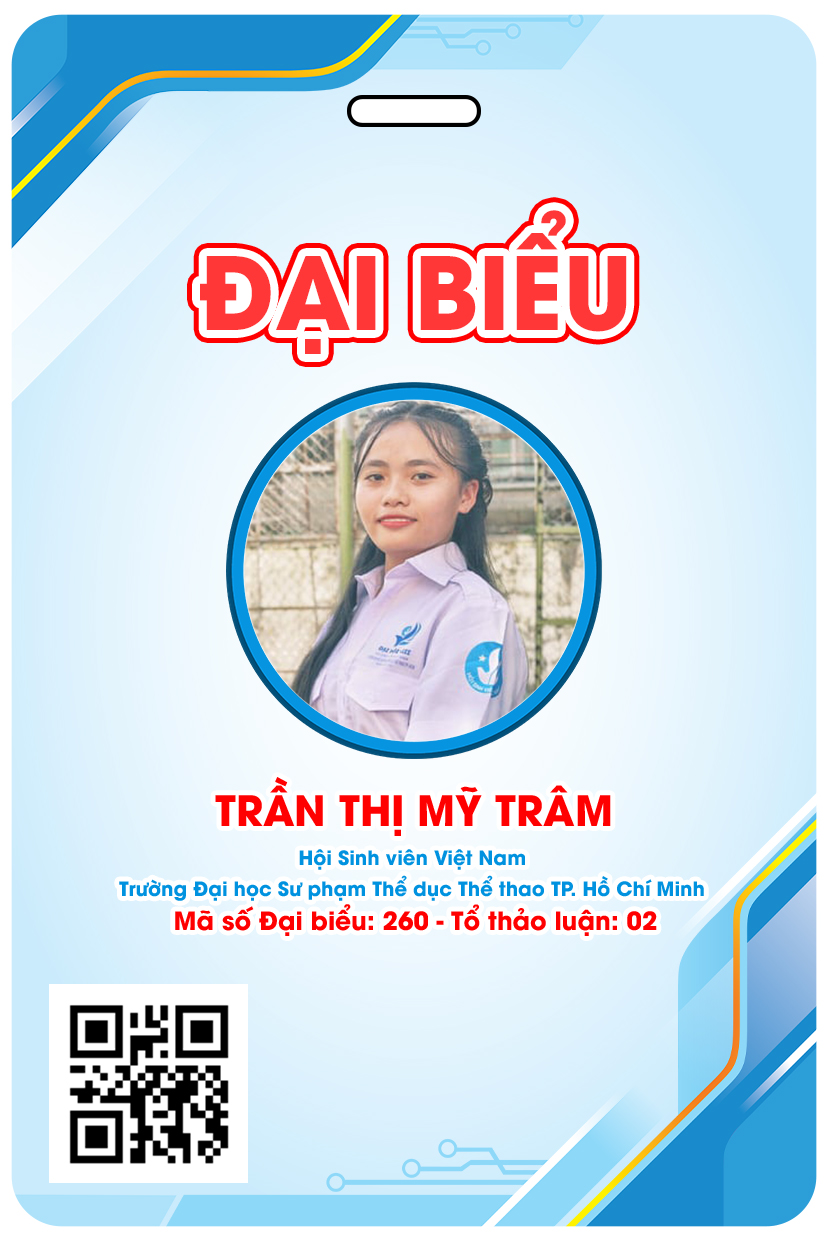 ĐẠI BIỂU
TRẦN THỊ MỸ TRÂM
Hội Sinh viên Việt Nam
Trường Đại học Sư phạm Thể dục Thể thao TP. Hồ Chí Minh
Mã số Đại biểu: 260 - Tổ thảo luận: 02